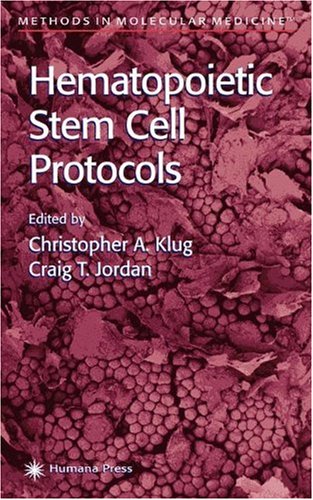 METHODS IN MOLECULAR MEDICINE™
Hematopoietic
Stem Cell
Protocols
Edited by
Christopher A. Klug
Craig T. Jordan
Humana Press